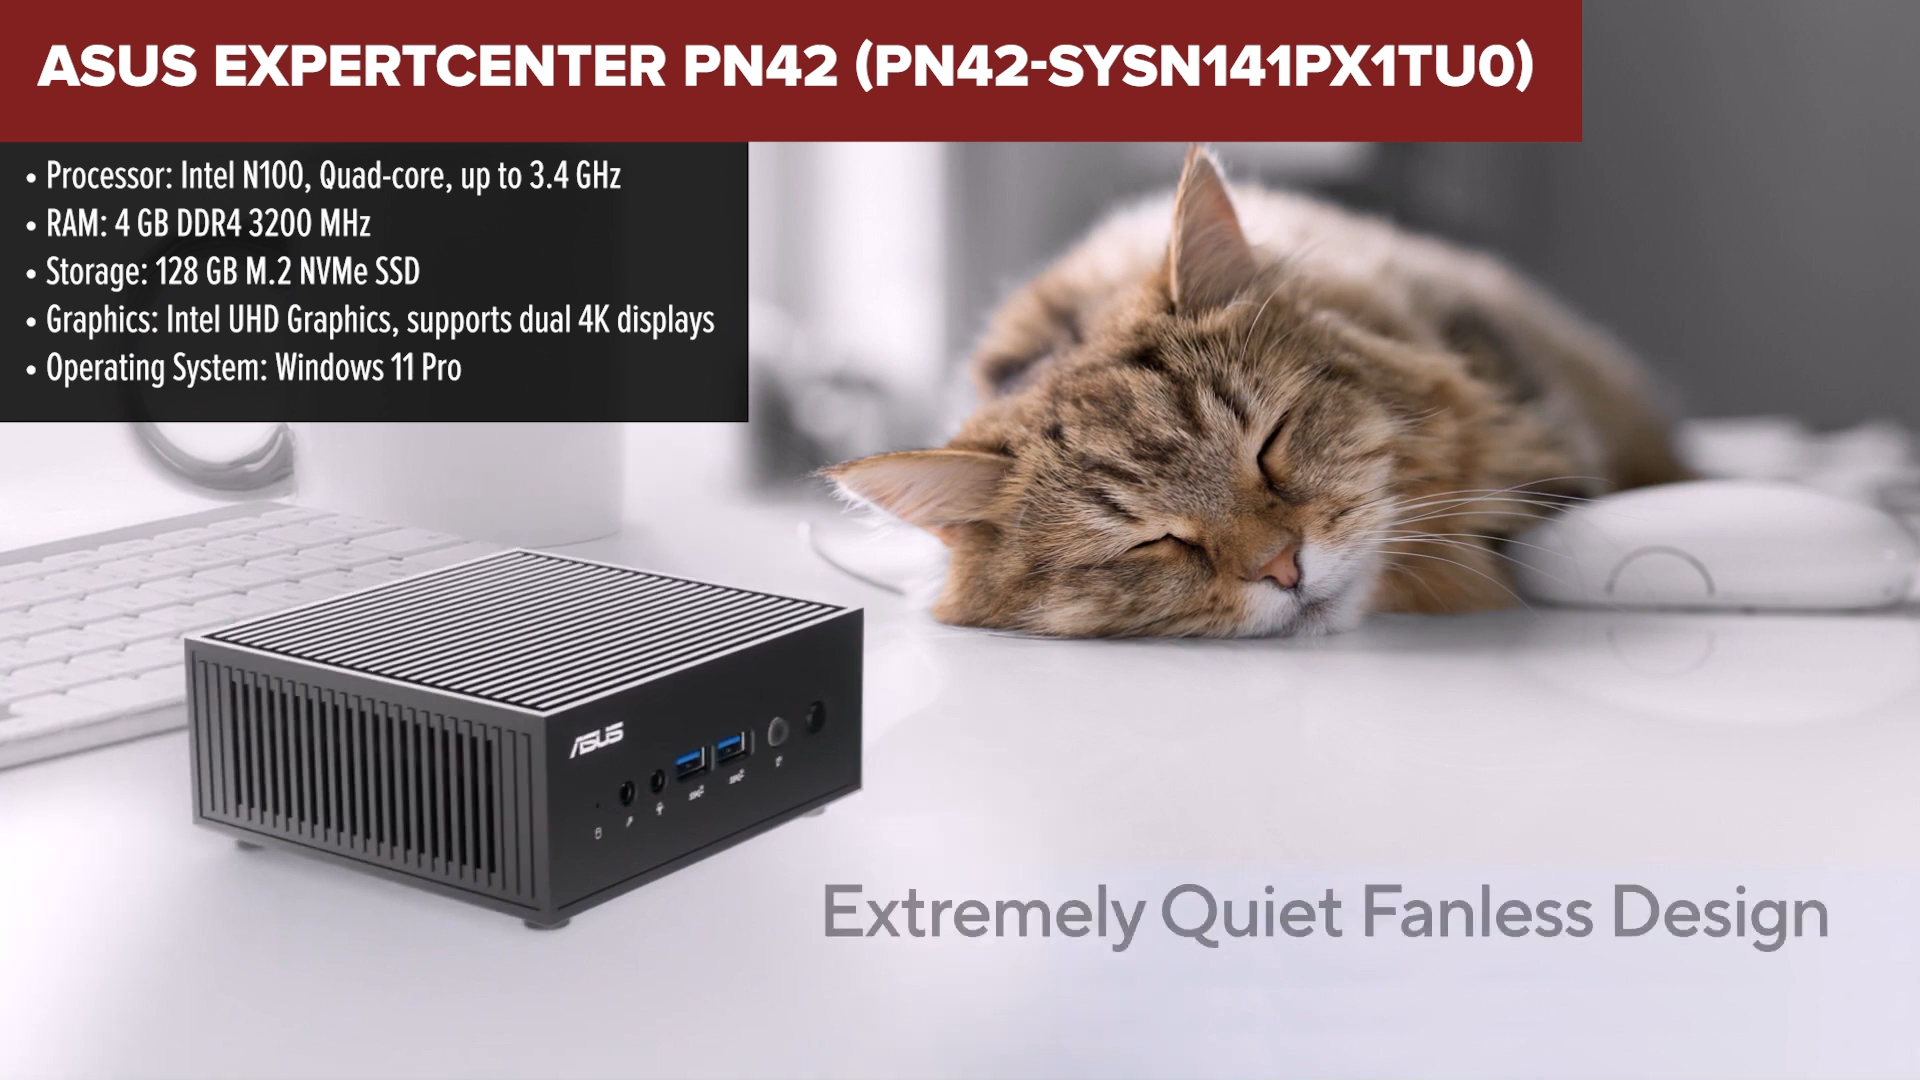 ASUS EXPERTCENTER PN42 (PN42-SYSN141PX1TU0)
• Processor: Intel N100, Quad-core, up to 3.4 GHz
• RAM: 4 GB DDR4 3200 MHz
• Storage: 128 GB M.2 NVMe SSD
• Graphics: Intel UHD Graphics, supports dual 4K displays
• Operating System: Windows 11 Pro
ASUS
Extremely Quiet Fanless Design